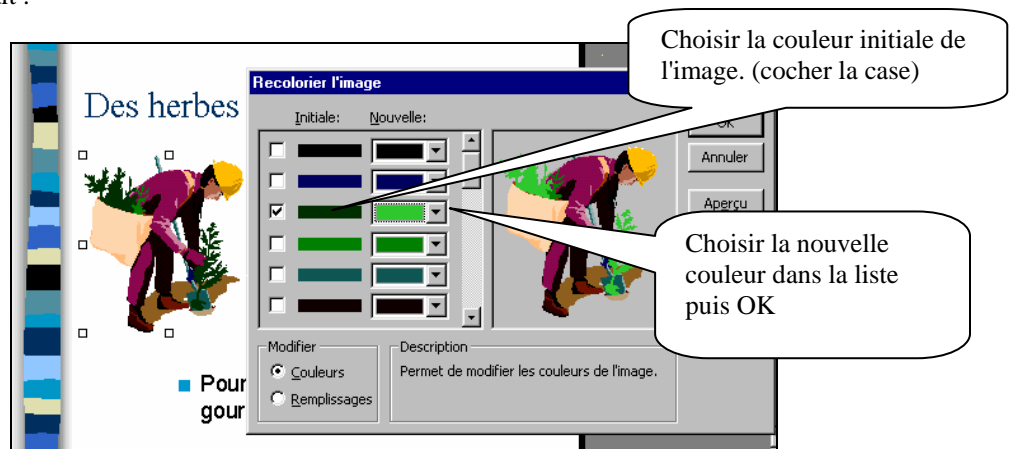 Choisir la couleur initiale de
l'image. (cocher la case)
Recolorier l'image
Des herbes
Initiale: Nouvelle:
OK
Annuler
Aperçu
Choisir la nouvelle
couleur dans la liste
puis OK
Modifier
Description
Couleurs
Permet de modifier les couleurs de l'image.
Remplissages
Pour
gour